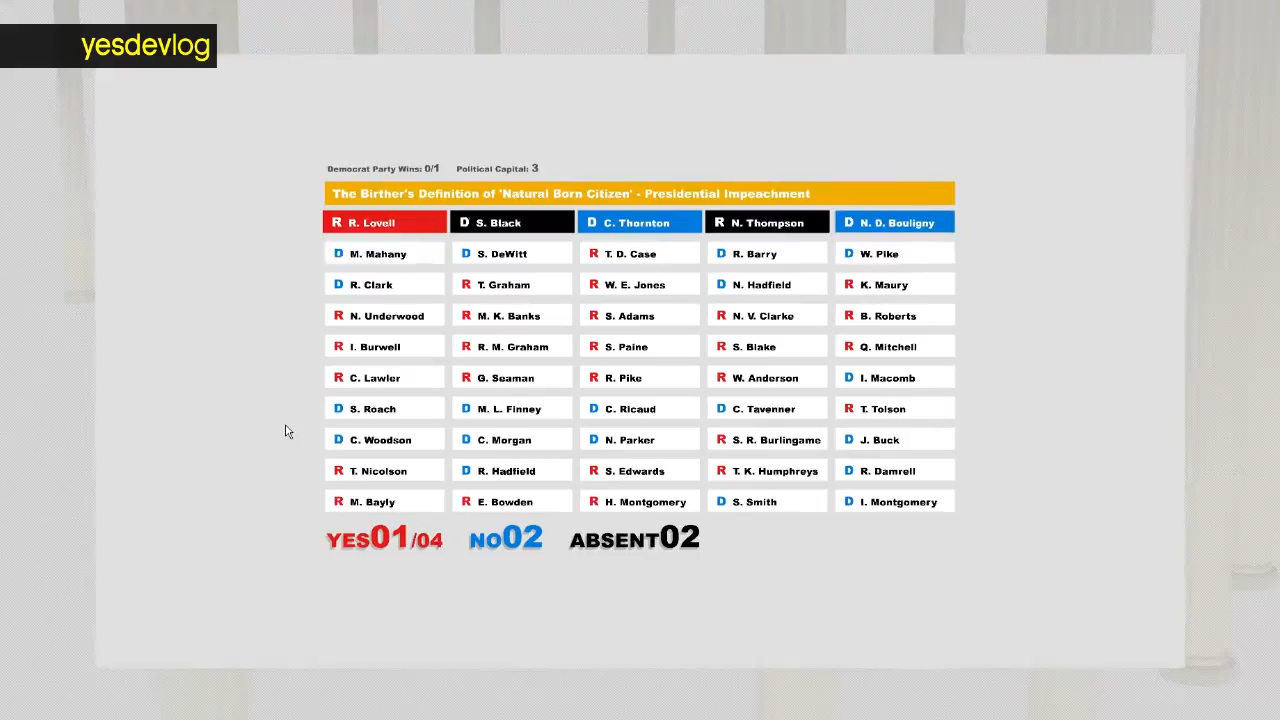 yesdevlog
Democrat Party Wins: 0/1 Political Capital: 3
The Birther's Definition of 'Natural Born Citizen' - Presidential Impeachment
R R. Lovell D S. Black D C. Thornton R N. Thompson D N. D. Bouligny
D M. Mahany D S. DeWitt R T. D. Case D R. Barry D W. Pike
D R. Clark R T. Graham R W. E. Jones D N. Hadfield R K. Maury
R N. Underwood R M. K. Banks R S. Adams R N. V. Clarke R B. Roberts
R I. Burwell R R. M. Graham R S. Paine R S. Blake R Q. Mitchell
R C. Lawler R G. Seaman R R. Pike R W. Anderson D I. Macomb
D S. Roach D M. L. Finney D C. Ricaud D C. Tavenner R T. Tolson
D C. Woodson D C. Morgan D N. Parker R S. R. Burlingame D J. Buck
R T. Nicolson D R. Hadfield R S. Edwards R T. K. Humphreys D R. Damrell
R M. Bayly R E. Bowden R H. Montgomery D S. Smith D I. Montgomery
YES01/04 NO02 ABSENT02